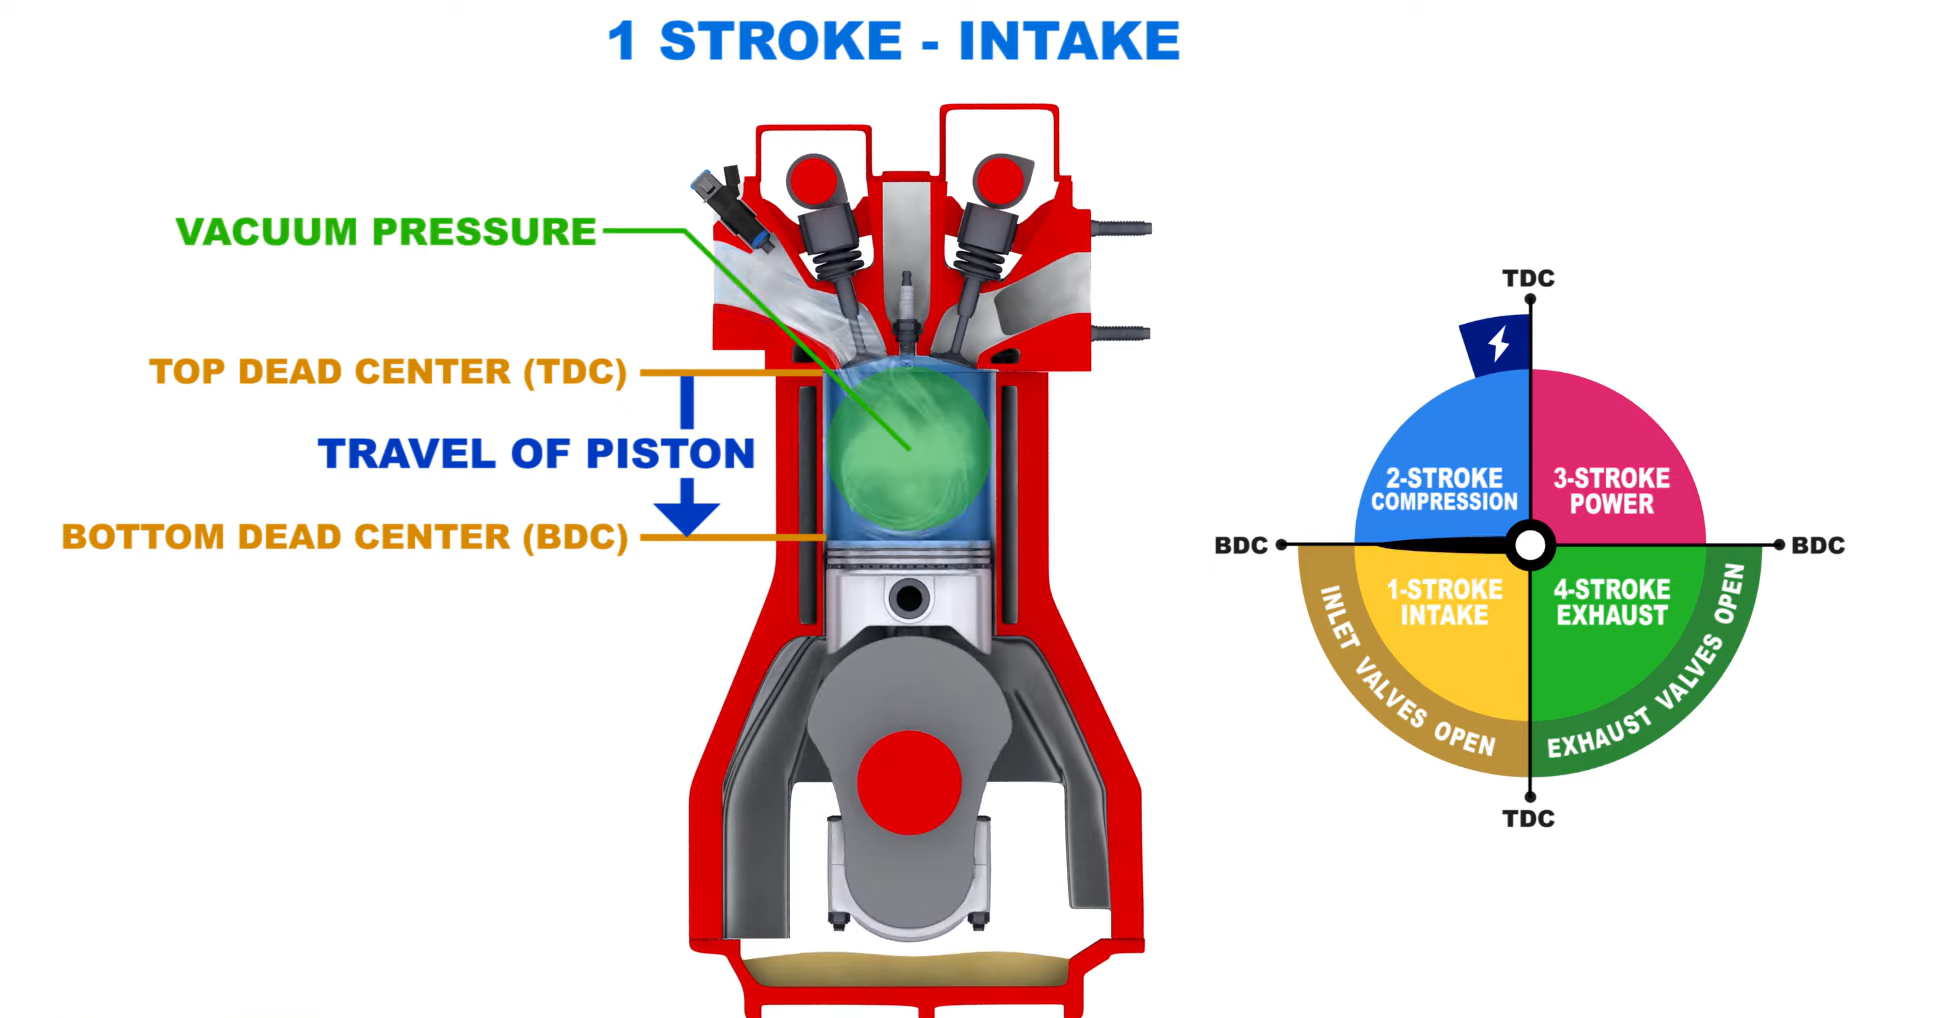 1 STROKE - INTAKE
VACUUM PRESSURE
TOP DEAD CENTER (TDC)
TRAVEL OF PISTON
BOTTOM DEAD CENTER (BDC)
TDC
2-STROKE
COMPRESSION
3-STROKE
POWER
BDC
BDC
1-STROKE
INTAKE
4-STROKE
EXHAUST
INLET VALVES OPEN
EXHAUST VALVES OPEN
TDC